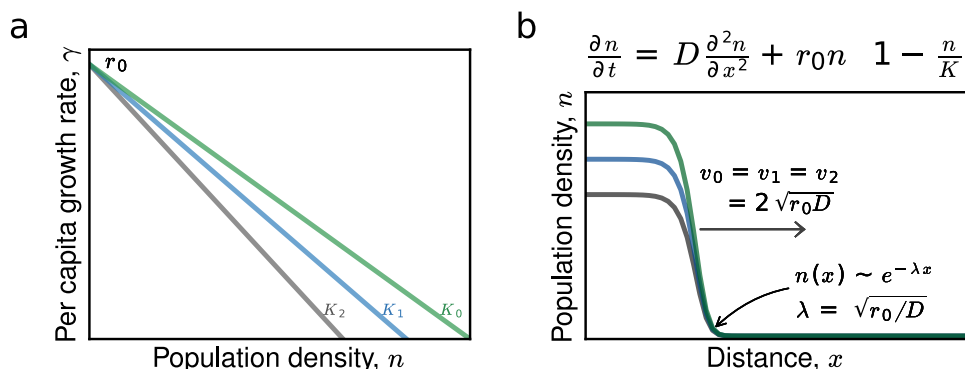 a
Per capita growth rate, γ
r₀
K₂
K₁
K₀
Population density, n
b
∂n/∂t = D ∂²n/∂x² + r₀n 1 − n/K
Population density, n
v₀ = v₁ = v₂
= 2√r₀D
n(x) ∼ e^−λx
λ = √r₀/D
Distance, x